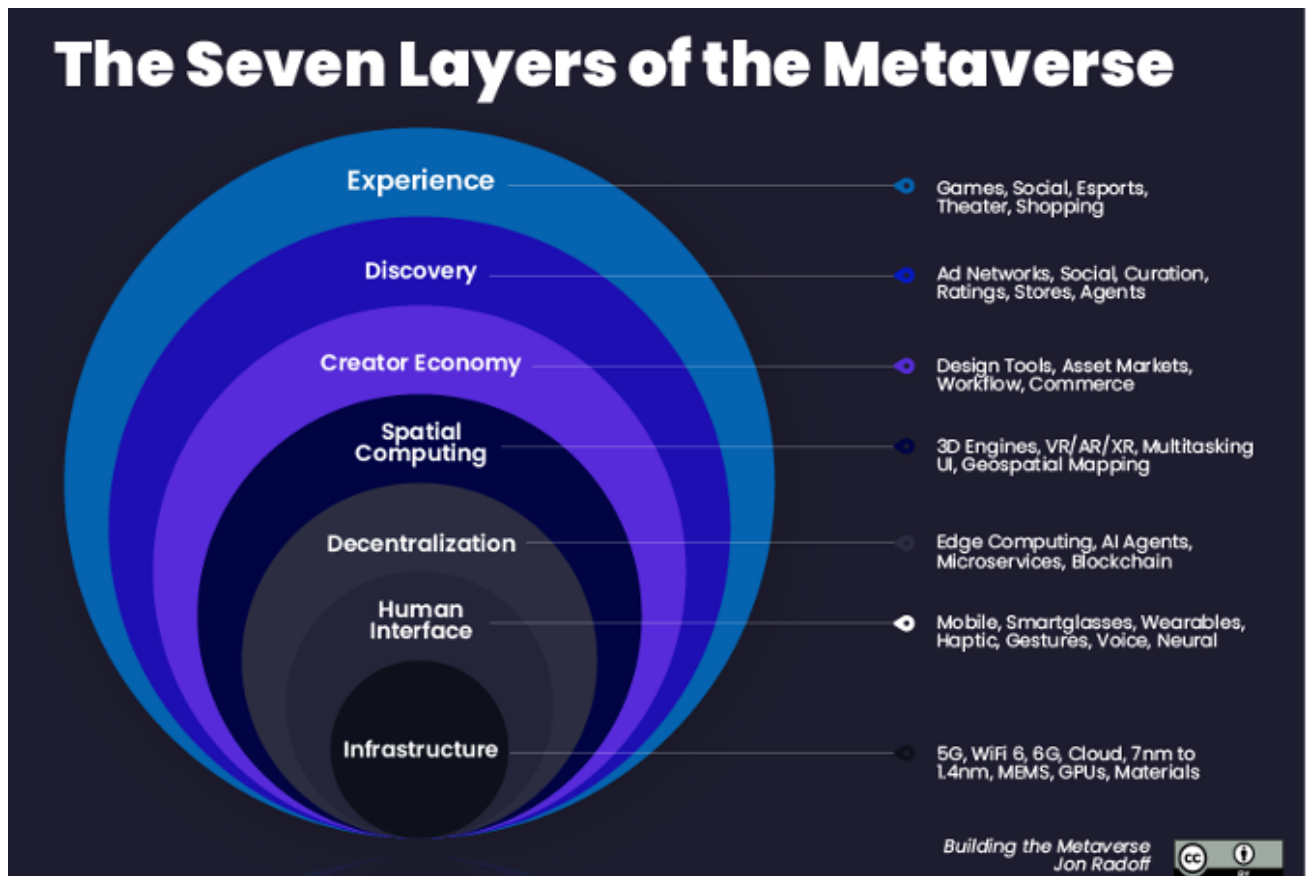 The Seven Layers of the Metaverse
Experience
Games, Social, Esports,
Theater, Shopping
Discovery
Ad Networks, Social, Curation,
Ratings, Stores, Agents
Creator Economy
Design Tools, Asset Markets,
Workflow, Commerce
Spatial
Computing
3D Engines, VR/AR/XR, Multitasking
UI, Geospatial Mapping
Decentralization
Edge Computing, AI Agents,
Microservices, Blockchain
Human
Interface
Mobile, Smartglasses, Wearables,
Haptic, Gestures, Voice, Neural
Infrastructure
5G, WiFi 6, 6G, Cloud, 7nm to
1.4nm, MEMS, GPUs, Materials
Building the Metaverse
Jon Radoff
cc